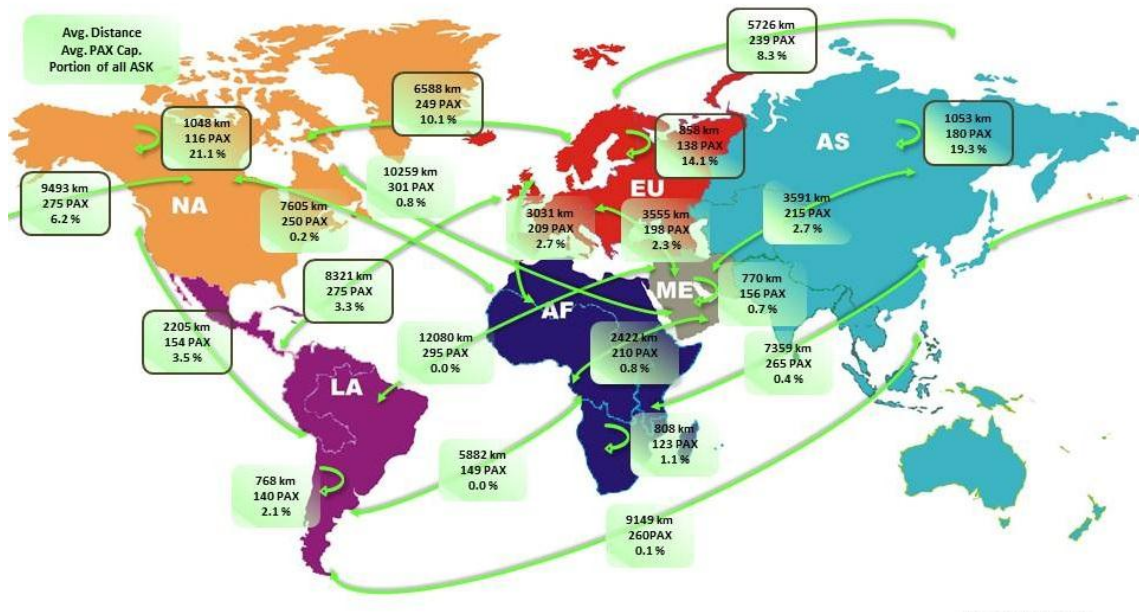 Avg. Distance
Avg. PAX Cap.
Portion of all ASK
5726 km
239 PAX
8.3 %
6588 km
249 PAX
10.1 %
1048 km
116 PAX
21.1 %
858 km
138 PAX
14.1 %
1053 km
180 PAX
19.3 %
AS
9493 km
275 PAX
6.2 %
NA
10259 km
301 PAX
0.8 %
EU
7605 km
250 PAX
0.2 %
3031 km
209 PAX
2.7 %
3555 km
198 PAX
2.3 %
3591 km
215 PAX
2.7 %
8321 km
275 PAX
3.3 %
ME
770 km
156 PAX
0.7 %
AF
2205 km
154 PAX
3.5 %
12080 km
295 PAX
0.0 %
2422 km
210 PAX
0.8 %
7359 km
265 PAX
0.4 %
LA
808 km
123 PAX
1.1 %
5882 km
149 PAX
0.0 %
768 km
140 PAX
2.1 %
9149 km
260PAX
0.1 %